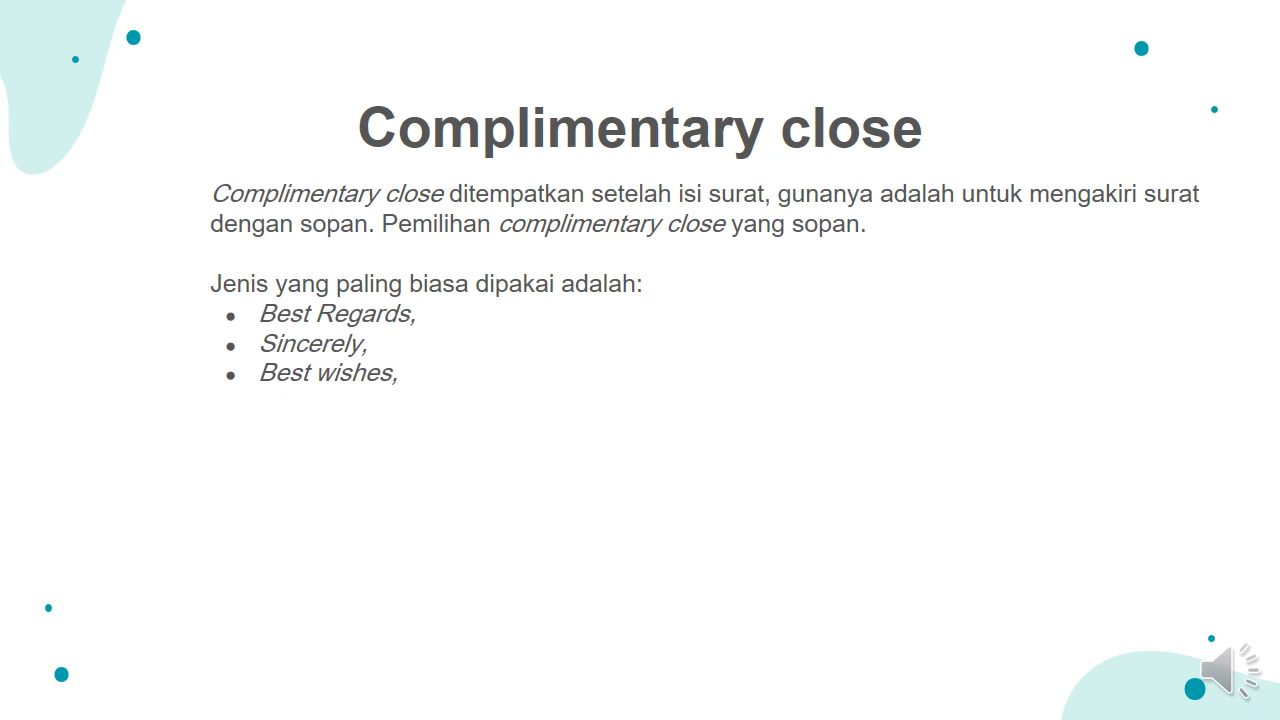 Complimentary close
Complimentary close ditempatkan setelah isi surat, gunanya adalah untuk mengakiri surat
dengan sopan. Pemilihan complimentary close yang sopan.
Jenis yang paling biasa dipakai adalah:
● Best Regards,
● Sincerely,
● Best wishes,